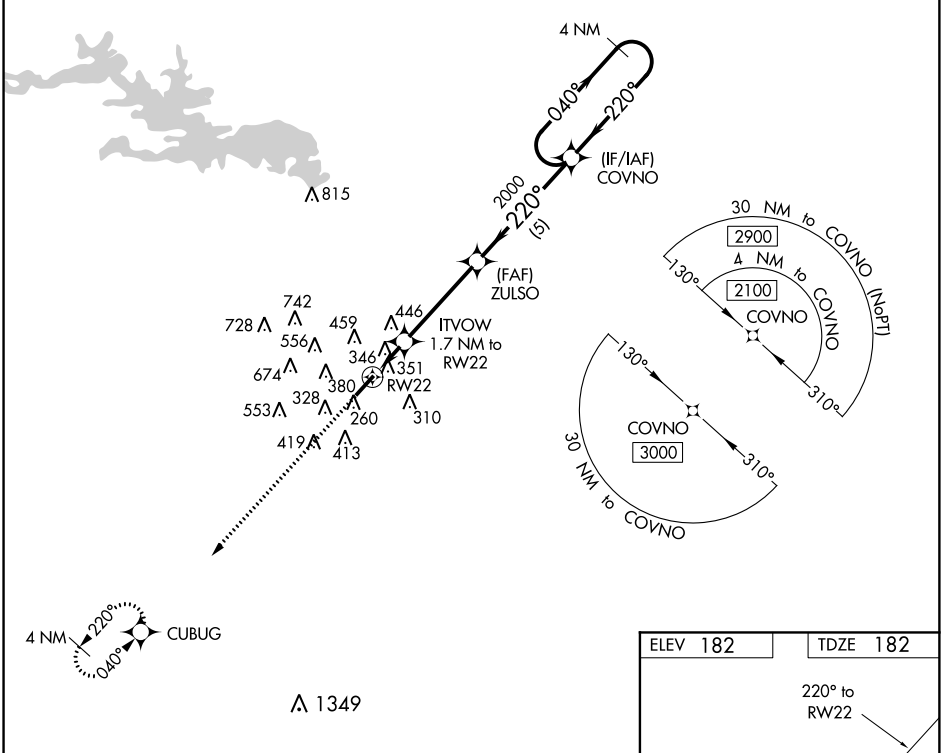 4 NM
040°
220°
(IF/IAF)
COVNO
2000
220°
(5)
815
(FAF)
ZULSO
30 NM to COVNO (NoPT)
2900
4 NM to COVNO
2100
130°
COVNO
310°
742
728
459
446
ITVOW
1.7 NM to
RW22
556
346
351
RW22
674
380
328
553
260
310
419
413
130°
COVNO
3000
310°
30 NM to COVNO
4 NM
220°
040°
CUBUG
1349
ELEV 182
TDZE 182
220° to
RW22